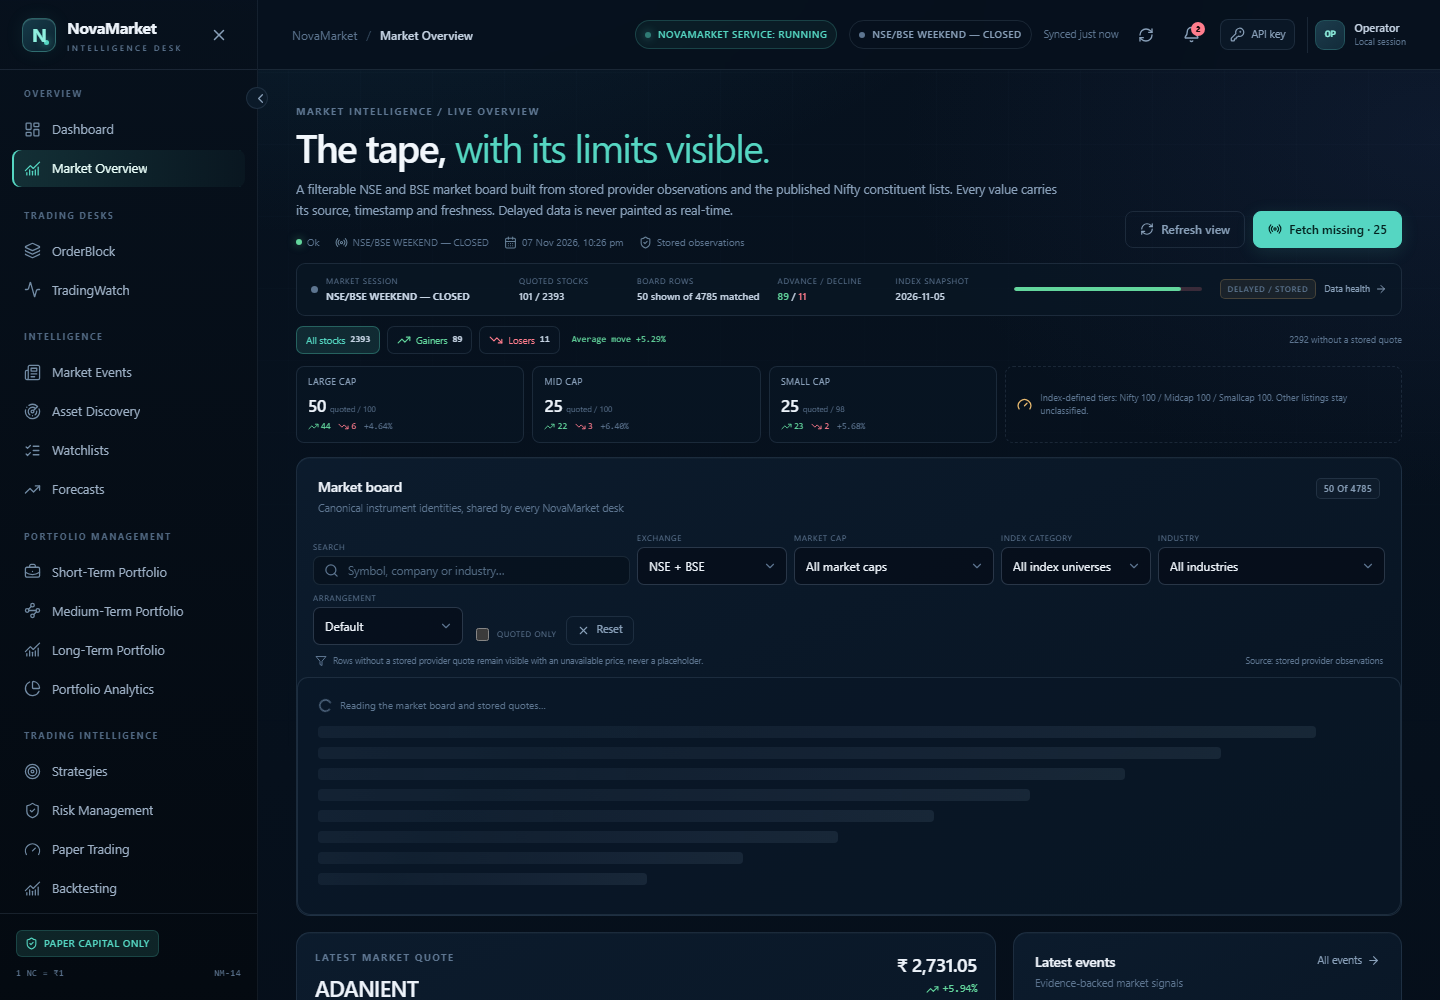 NovaMarket
INTELLIGENCE DESK
OVERVIEW
Dashboard
Market Overview
TRADING DESKS
OrderBlock
TradingWatch
INTELLIGENCE
Market Events
Asset Discovery
Watchlists
Forecasts
PORTFOLIO MANAGEMENT
Short-Term Portfolio
Medium-Term Portfolio
Long-Term Portfolio
Portfolio Analytics
TRADING INTELLIGENCE
Strategies
Risk Management
Paper Trading
Backtesting
PAPER CAPITAL ONLY
1 NC = ₹1 NM-14
NovaMarket / Market Overview
NOVAMARKET SERVICE: RUNNING
NSE/BSE WEEKEND — CLOSED
Synced just now
2
API key
OP
Operator
Local session
MARKET INTELLIGENCE / LIVE OVERVIEW
The tape, with its limits visible.
A filterable NSE and BSE market board built from stored provider observations and the published Nifty constituent lists. Every value carries
its source, timestamp and freshness. Delayed data is never painted as real-time.
Ok NSE/BSE WEEKEND — CLOSED 07 Nov 2026, 10:26 pm Stored observations
Refresh view
Fetch missing · 25
MARKET SESSION
NSE/BSE WEEKEND — CLOSED
QUOTED STOCKS
101 / 2393
BOARD ROWS
50 shown of 4785 matched
ADVANCE / DECLINE
89 / 11
INDEX SNAPSHOT
2026-11-05
DELAYED / STORED
Data health
All stocks 2393
Gainers 89
Losers 11
Average move +5.29%
2292 without a stored quote
LARGE CAP
50 quoted / 100
44 6 +4.64%
MID CAP
25 quoted / 100
22 3 +6.40%
SMALL CAP
25 quoted / 98
23 2 +5.68%
Index-defined tiers: Nifty 100 / Midcap 100 / Smallcap 100. Other listings stay
unclassified.
Market board
Canonical instrument identities, shared by every NovaMarket desk
50 Of 4785
SEARCH
Symbol, company or industry...
EXCHANGE
NSE + BSE
MARKET CAP
All market caps
INDEX CATEGORY
All index universes
INDUSTRY
All industries
ARRANGEMENT
Default
QUOTED ONLY
Reset
Rows without a stored provider quote remain visible with an unavailable price, never a placeholder.
Source: stored provider observations
Reading the market board and stored quotes...
LATEST MARKET QUOTE
ADANIENT
₹ 2,731.05
+5.94%
Latest events
Evidence-backed market signals
All events